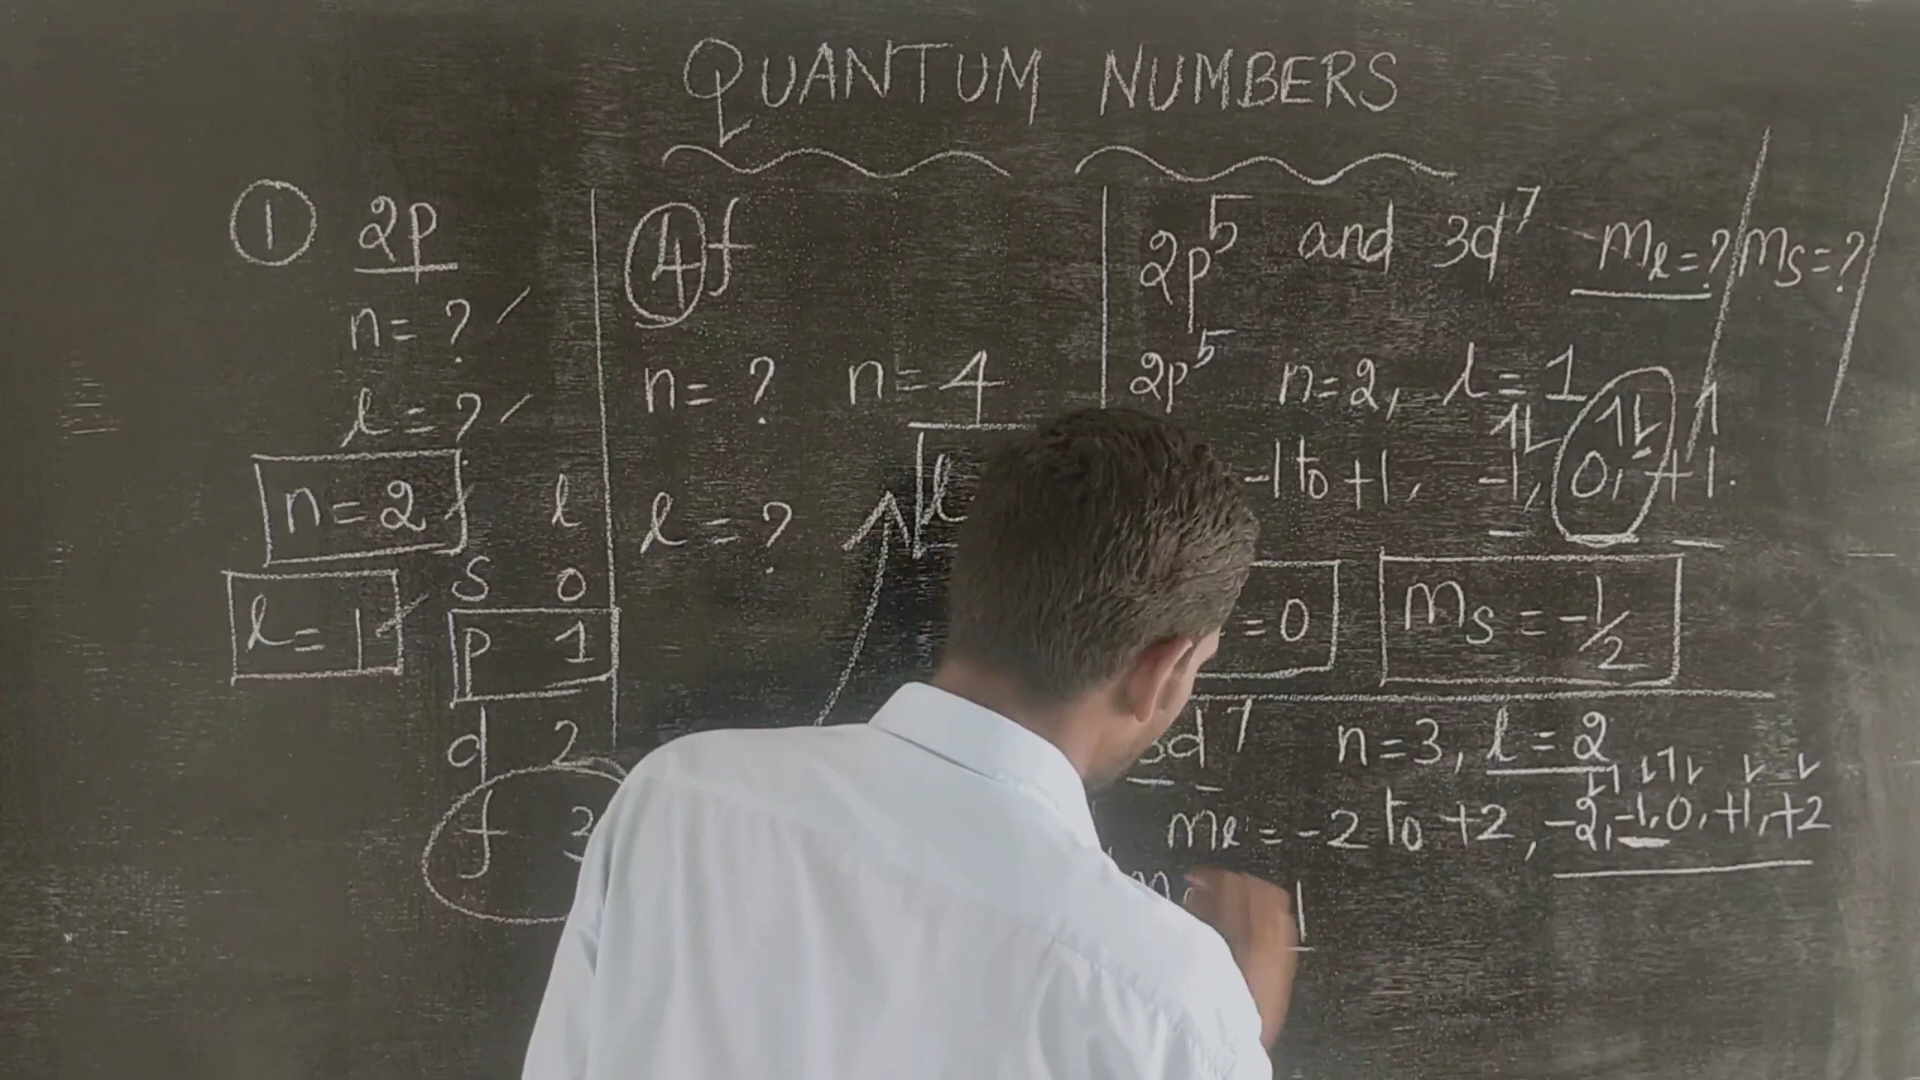 QUANTUM NUMBERS
① 2p
n = ?
l = ?
n = 2
l = 1
l
s 0
p 1
d 2
f
4f
n = ? n = 4
l = ? l
2p⁵ and 3d⁷ mₗ = ? mₛ = ?
2p⁵ n = 2, l = 1
↿⇂ ↿⇂ ↿
-1 to +1, -1, 0, +1.
= 0 mₛ = -1/2
3d⁷ n = 3, l = 2
mₗ = -2 to +2, -2, -1, 0, +1, +2
1